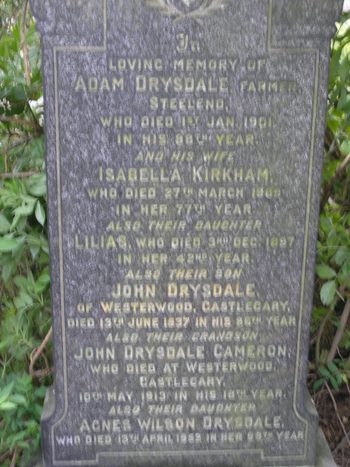 In
LOVING MEMORY OF
ADAM DRYSDALE FARMER,
STEELEND,
WHO DIED 1ST JAN. 1901
IN HIS 88TH YEAR.
AND HIS WIFE
ISABELLA KIRKHAM,
WHO DIED 27TH MARCH
IN HER 77TH YEAR.
ALSO THEIR DAUGHTER
LILIAS, WHO DIED 3RD DEC. 1897
IN HER 42ND YEAR.
ALSO THEIR SON
JOHN DRYSDALE,
OF WESTERWOOD, CASTLECARY,
DIED 13TH JUNE 1937 IN HIS 86TH YEAR
ALSO THEIR GRANDSON
JOHN DRYSDALE CAMERON,
WHO DIED AT WESTERWOOD,
CASTLECARY,
10TH MAY 1913 IN HIS 18TH YEAR.
ALSO THEIR DAUGHTER
AGNES WILSON DRYSDALE,
WHO DIED 13TH APRIL IN HER YEAR.